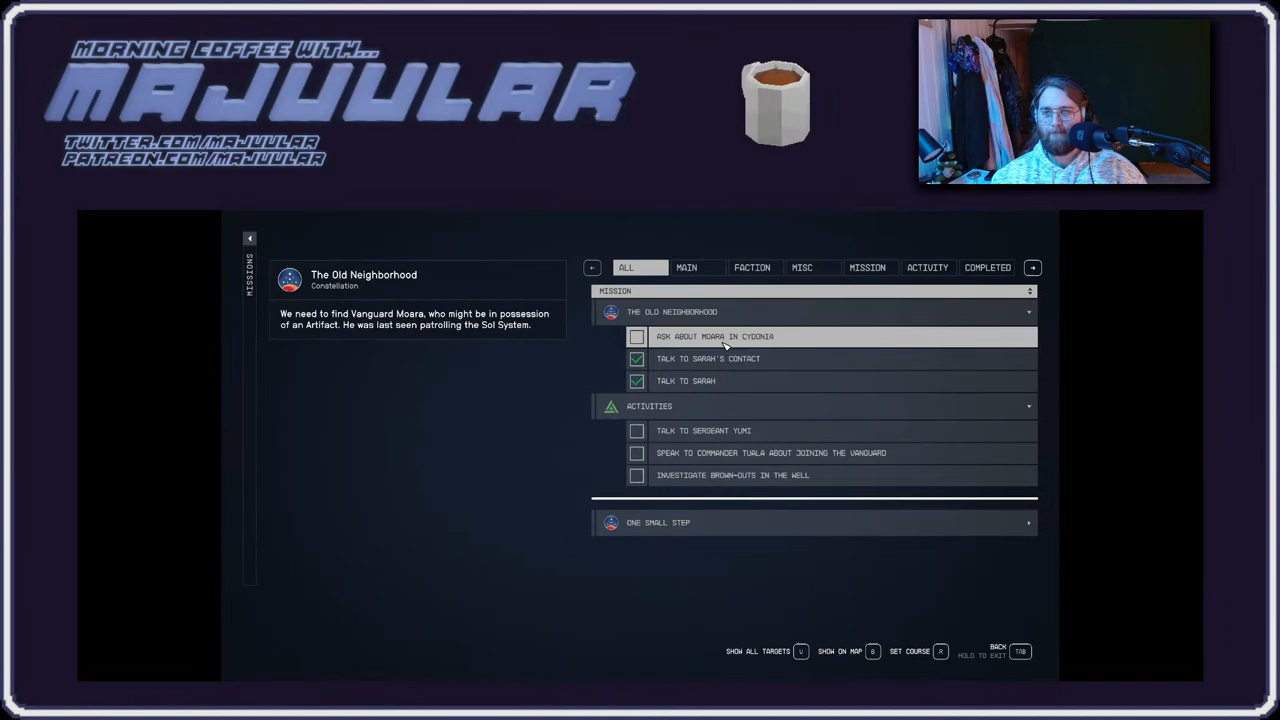 MORNING COFFEE WITH...
MAJUULAR
TWITTER.COM/MAJUULAR
PATREON.COM/MAJUULAR
MISSIONS
The Old Neighborhood
Constellation
We need to find Vanguard Moara, who might be in possession
of an Artifact. He was last seen patrolling the Sol System.
ALL MAIN FACTION MISC MISSION ACTIVITY COMPLETED
MISSION
THE OLD NEIGHBORHOOD
ASK ABOUT MOARA IN CYDONIA
TALK TO SARAH'S CONTACT
TALK TO SARAH
ACTIVITIES
TALK TO SERGEANT YUMI
SPEAK TO COMMANDER TUALA ABOUT JOINING THE VANGUARD
INVESTIGATE BROWN-OUTS IN THE WELL
ONE SMALL STEP
SHOW ALL TARGETS V SHOW ON MAP B SET COURSE R BACK TAB
HOLD TO EXIT